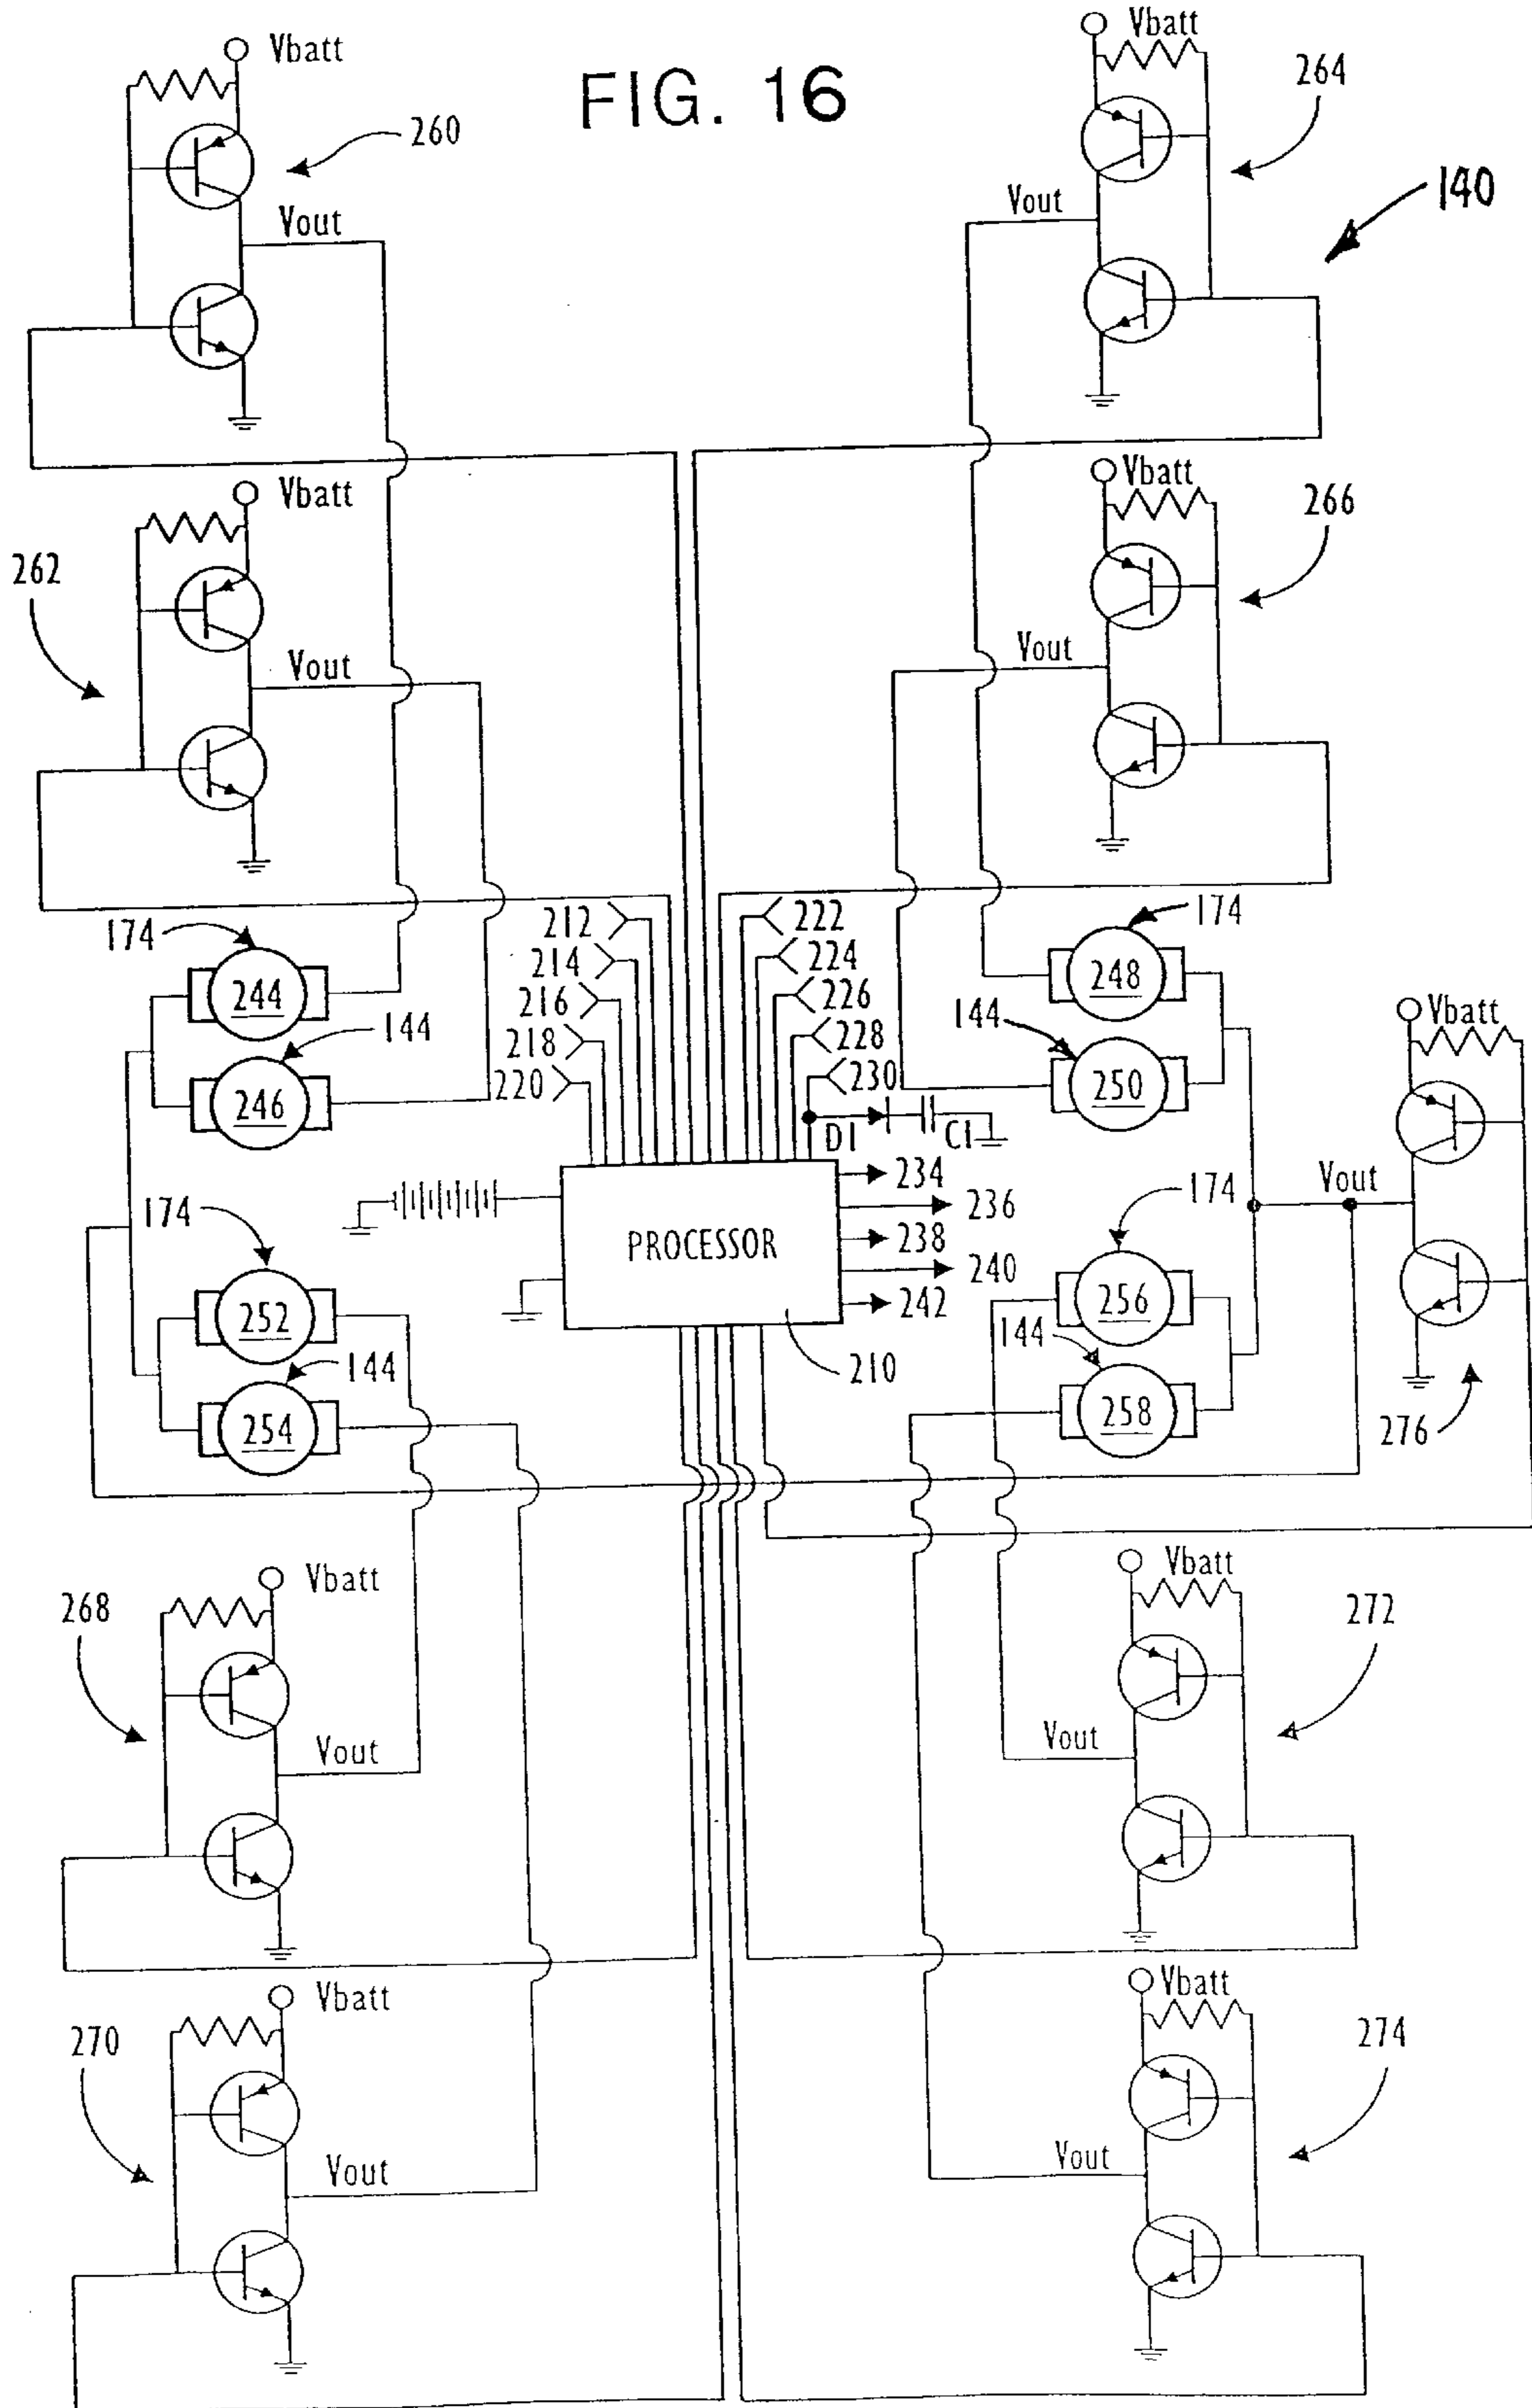 FIG. 16
Vbatt
260
Vout
Vbatt
264
140
Vout
Vbatt
262
Vout
Vbatt
266
Vout
174
244
144
246
212
214
216
218
220
222
224
226
228
230
D1
C1
174
248
144
250
Vbatt
234
236
238
240
242
PROCESSOR
210
174
252
144
254
174
256
144
258
Vout
276
268
Vbatt
Vout
Vbatt
272
Vout
270
Vbatt
Vout
Vbatt
274
Vout